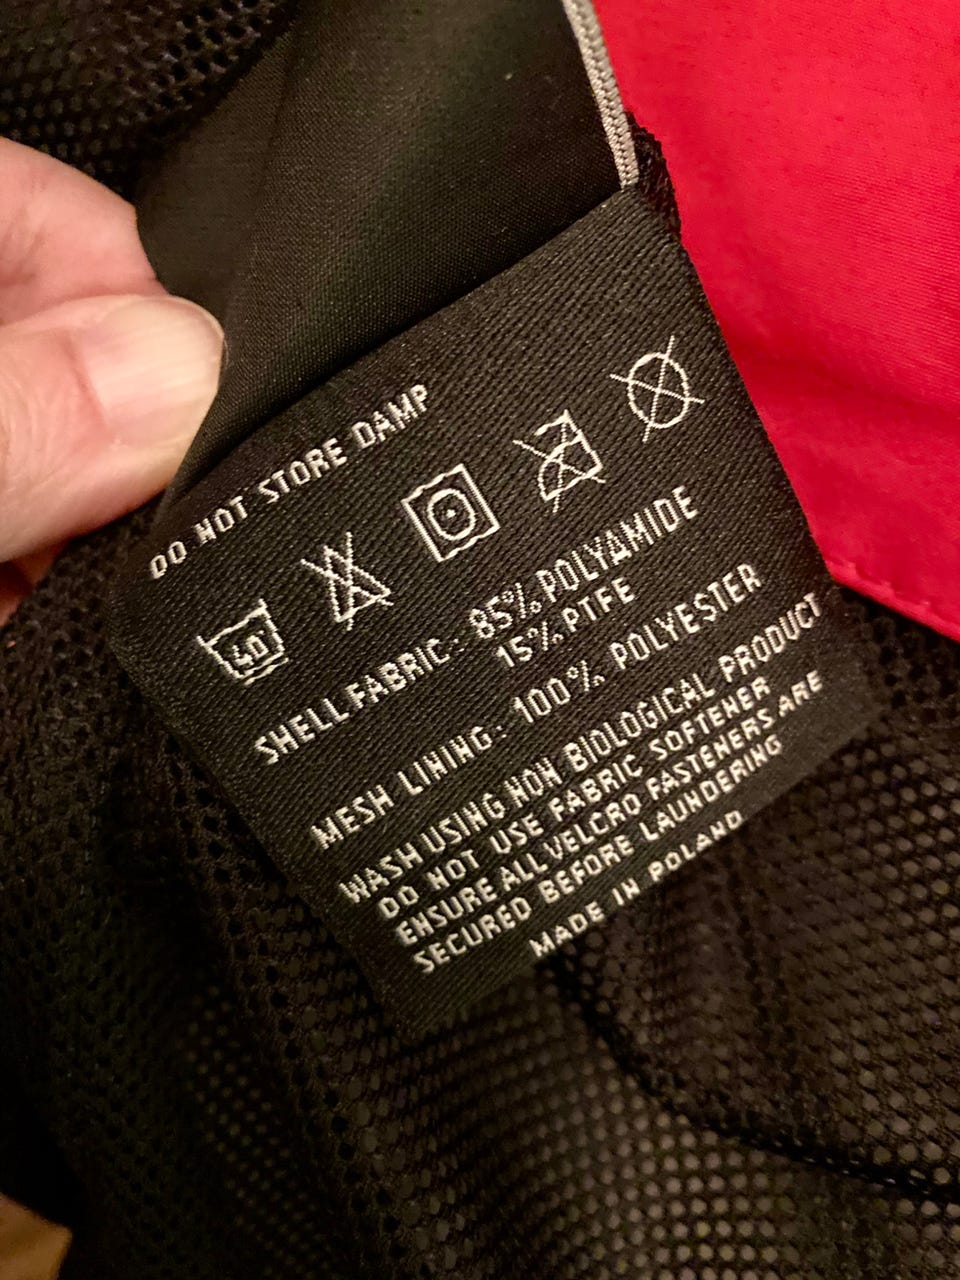 DO NOT STORE DAMP
40°
SHELL FABRIC: 85% POLYAMIDE
15% PTFE
MESH LINING: 100% POLYESTER
WASH USING NON BIOLOGICAL PRODUCT
DO NOT USE FABRIC SOFTENER
ENSURE ALL VELCRO FASTENERS ARE
SECURED BEFORE LAUNDERING
MADE IN POLAND